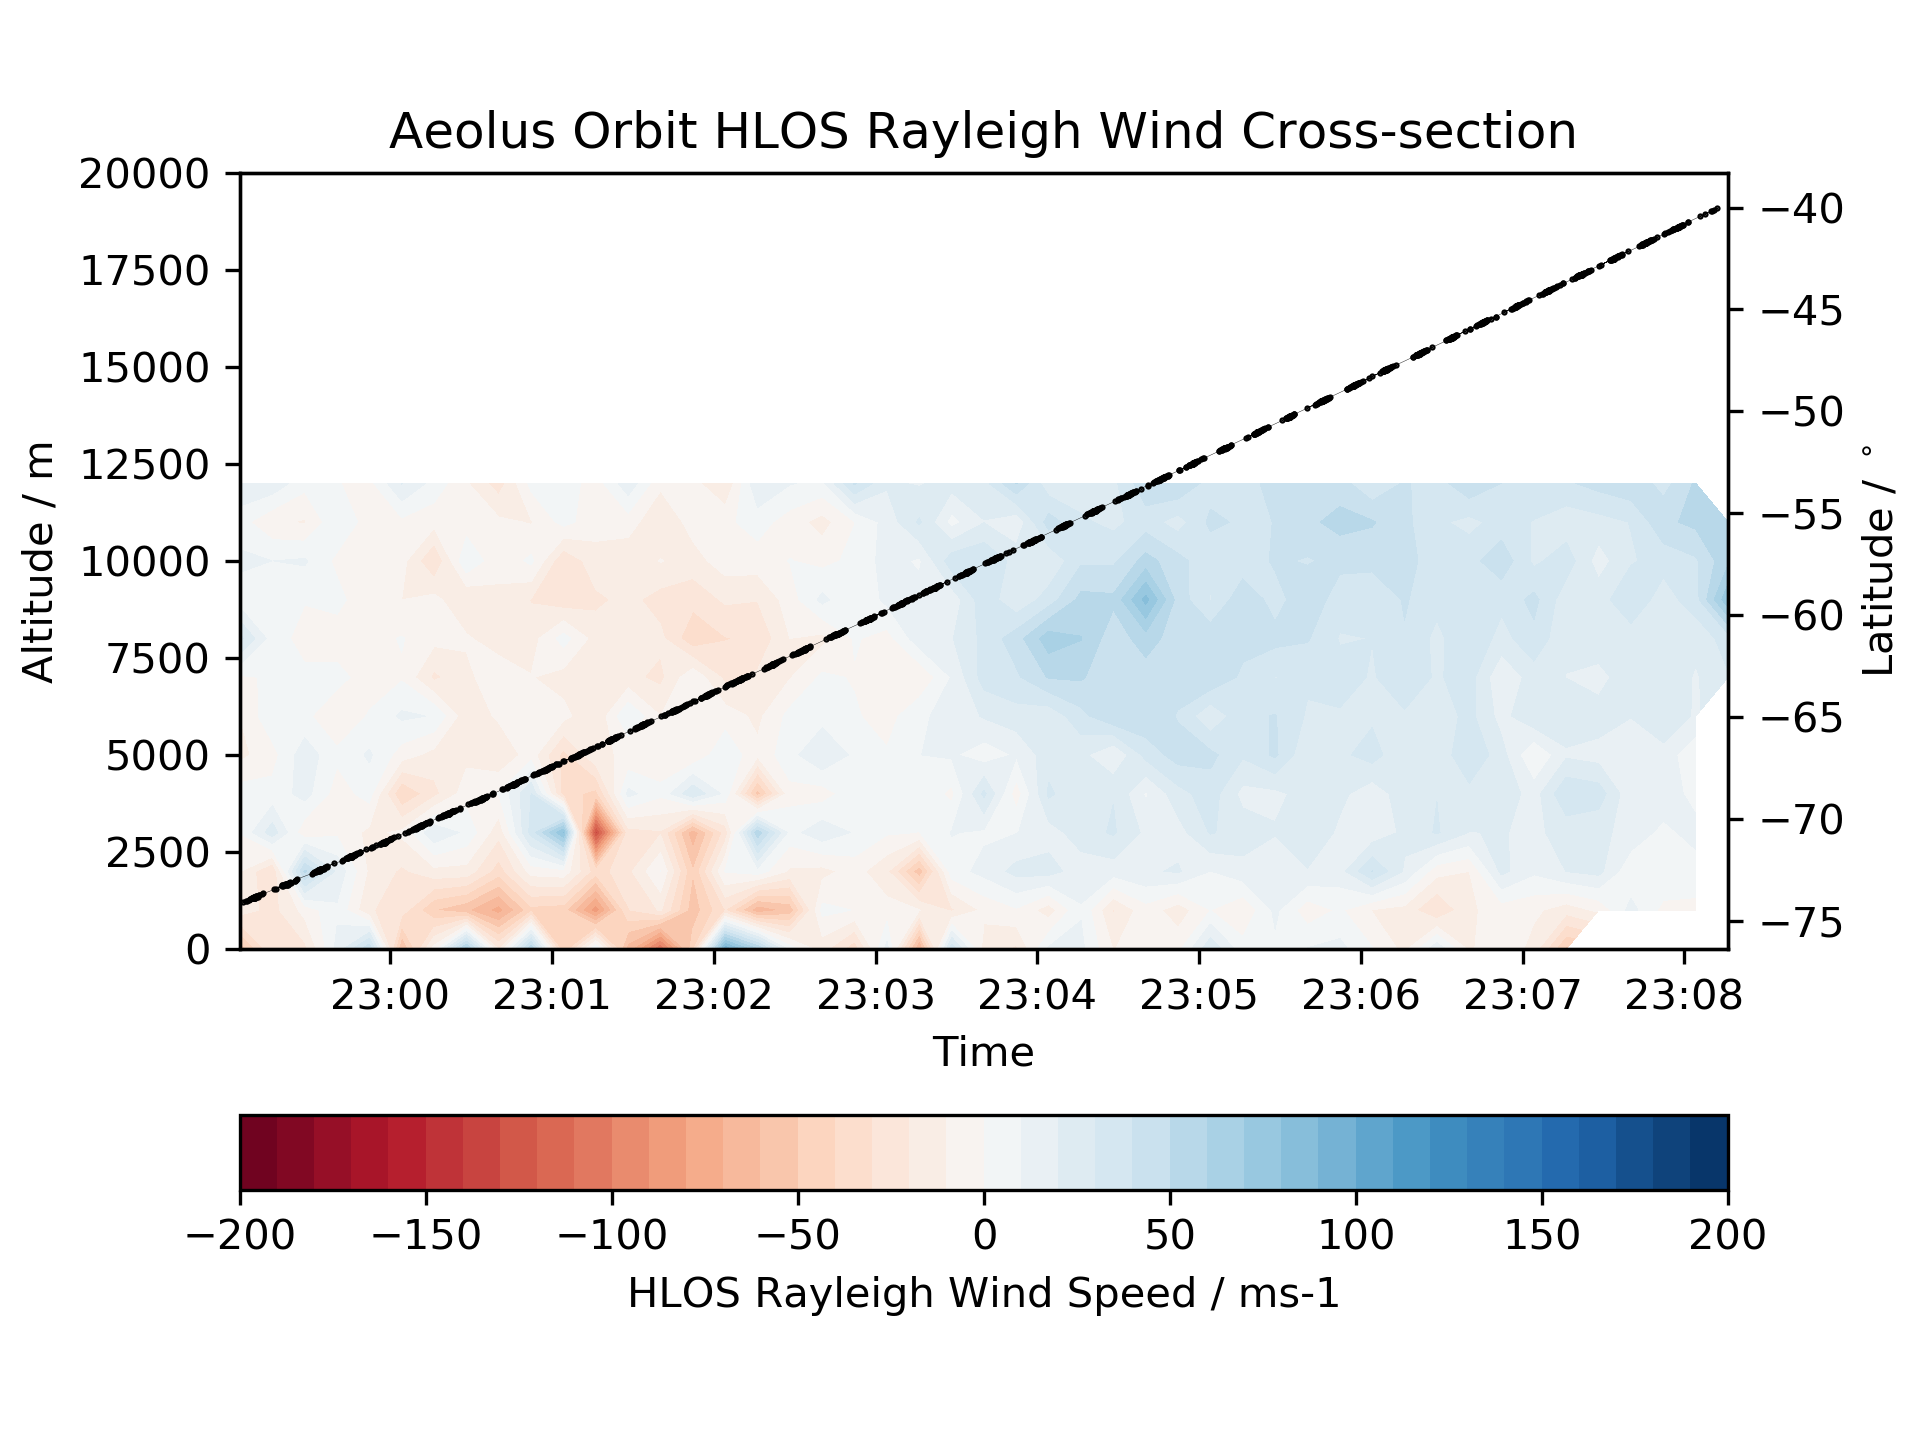 Aeolus Orbit HLOS Rayleigh Wind Cross-section
20000
17500
15000
12500
10000
7500
5000
2500
0
Altitude / m
−40
−45
−50
−55
−60
−65
−70
−75
Latitude / °
23:00 23:01 23:02 23:03 23:04 23:05 23:06 23:07 23:08
Time
−200 −150 −100 −50 0 50 100 150 200
HLOS Rayleigh Wind Speed / ms-1